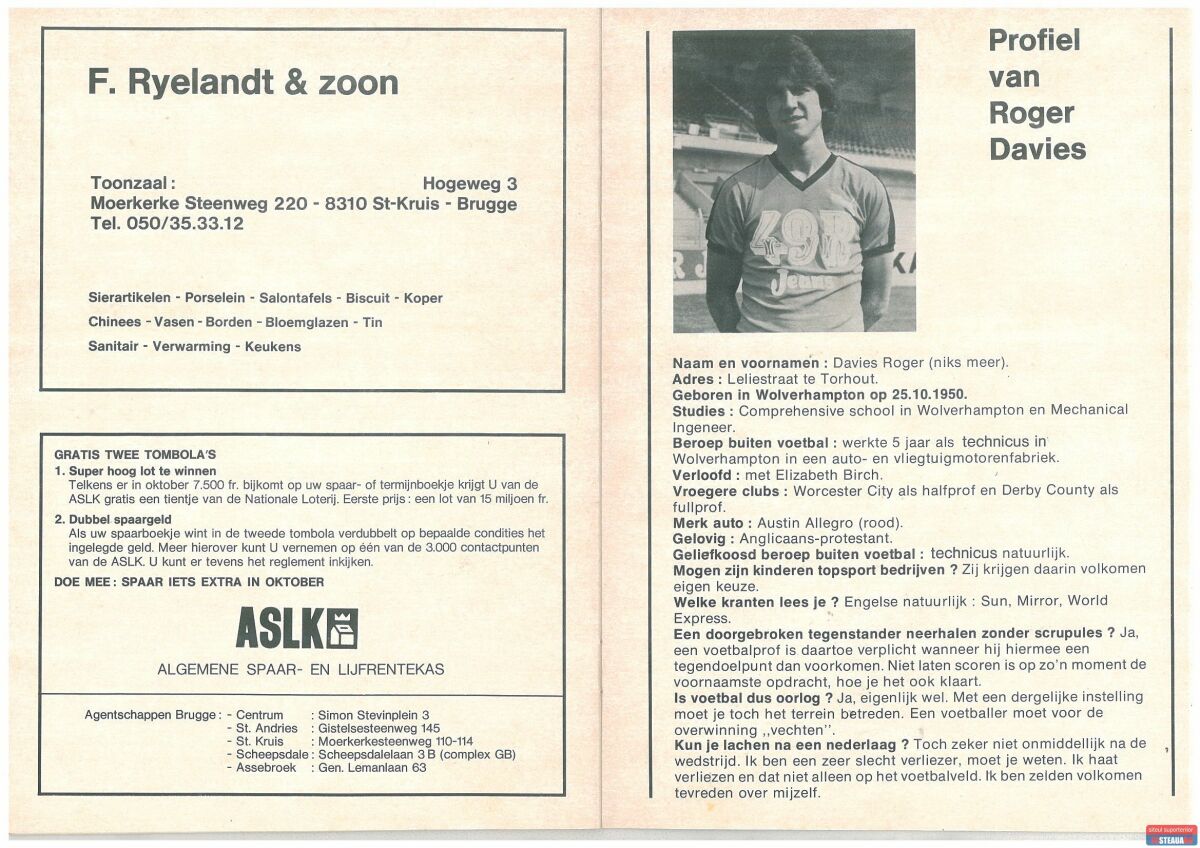 F. Ryelandt & zoon
Toonzaal : Hogeweg 3
Moerkerke Steenweg 220 - 8310 St-Kruis - Brugge
Tel. 050/35.33.12
Sierartikelen - Porselein - Salontafels - Biscuit - Koper
Chinees - Vasen - Borden - Bloemglazen - Tin
Sanitair - Verwarming - Keukens
GRATIS TWEE TOMBOLA'S
1. Super hoog lot te winnen
Telkens er in oktober 7.500 fr. bijkomt op uw spaar- of termijnboekje krijgt U van de
ASLK gratis een tientje van de Nationale Loterij. Eerste prijs : een lot van 15 miljoen fr.
2. Dubbel spaargeld
Als uw spaarboekje wint in de tweede tombola verdubbelt op bepaalde condities het
ingelegde geld. Meer hierover kunt U vernemen op één van de 3.000 contactpunten
van de ASLK. U kunt er tevens het reglement inkijken.
DOE MEE : SPAAR IETS EXTRA IN OKTOBER
ASLK
ALGEMENE SPAAR- EN LIJFRENTEKAS
Agentschappen Brugge : - Centrum : Simon Stevinplein 3
- St. Andries : Gistelsesteenweg 145
- St. Kruis : Moerkerkesteenweg 110-114
- Scheepsdale : Scheepsdalelaan 3 B (complex GB)
- Assebroek : Gen. Lemanlaan 63
Profiel
van
Roger
Davies
49R
Jeans
R J
KA
Naam en voornamen : Davies Roger (niks meer).
Adres : Leliestraat te Torhout.
Geboren in Wolverhampton op 25.10.1950.
Studies : Comprehensive school in Wolverhampton en Mechanical
Ingeneer.
Beroep buiten voetbal : werkte 5 jaar als technicus in
Wolverhampton in een auto- en vliegtuigmotorenfabriek.
Verloofd : met Elizabeth Birch.
Vroegere clubs : Worcester City als halfprof en Derby County als
fullprof.
Merk auto : Austin Allegro (rood).
Gelovig : Anglicaans-protestant.
Geliefkoosd beroep buiten voetbal : technicus natuurlijk.
Mogen zijn kinderen topsport bedrijven ? Zij krijgen daarin volkomen
eigen keuze.
Welke kranten lees je ? Engelse natuurlijk : Sun, Mirror, World
Express.
Een doorgebroken tegenstander neerhalen zonder scrupules ? Ja,
een voetbalprof is daartoe verplicht wanneer hij hiermee een
tegendoelpunt dan voorkomen. Niet laten scoren is op zo'n moment de
voornaamste opdracht, hoe je het ook klaart.
Is voetbal dus oorlog ? Ja, eigenlijk wel. Met een dergelijke instelling
moet je toch het terrein betreden. Een voetballer moet voor de
overwinning ,,vechten''.
Kun je lachen na een nederlaag ? Toch zeker niet onmiddellijk na de
wedstrijd. Ik ben een zeer slecht verliezer, moet je weten. Ik haat
verliezen en dat niet alleen op het voetbalveld. Ik ben zelden volkomen
tevreden over mijzelf.
siteul suporterilor
STEAUA